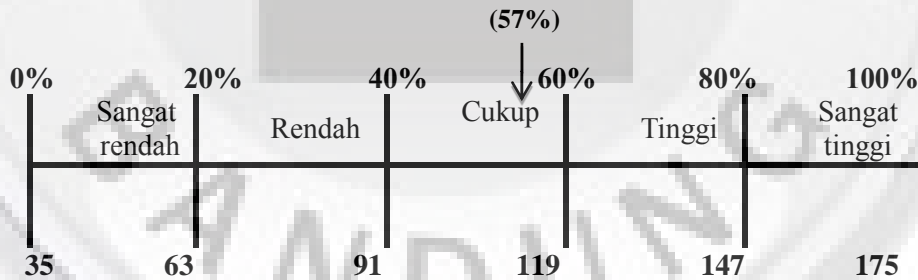 (57%)
0% 20% 40% 60% 80% 100%
Sangat rendah Rendah Cukup Tinggi Sangat tinggi
35 63 91 119 147 175
BANDUNG